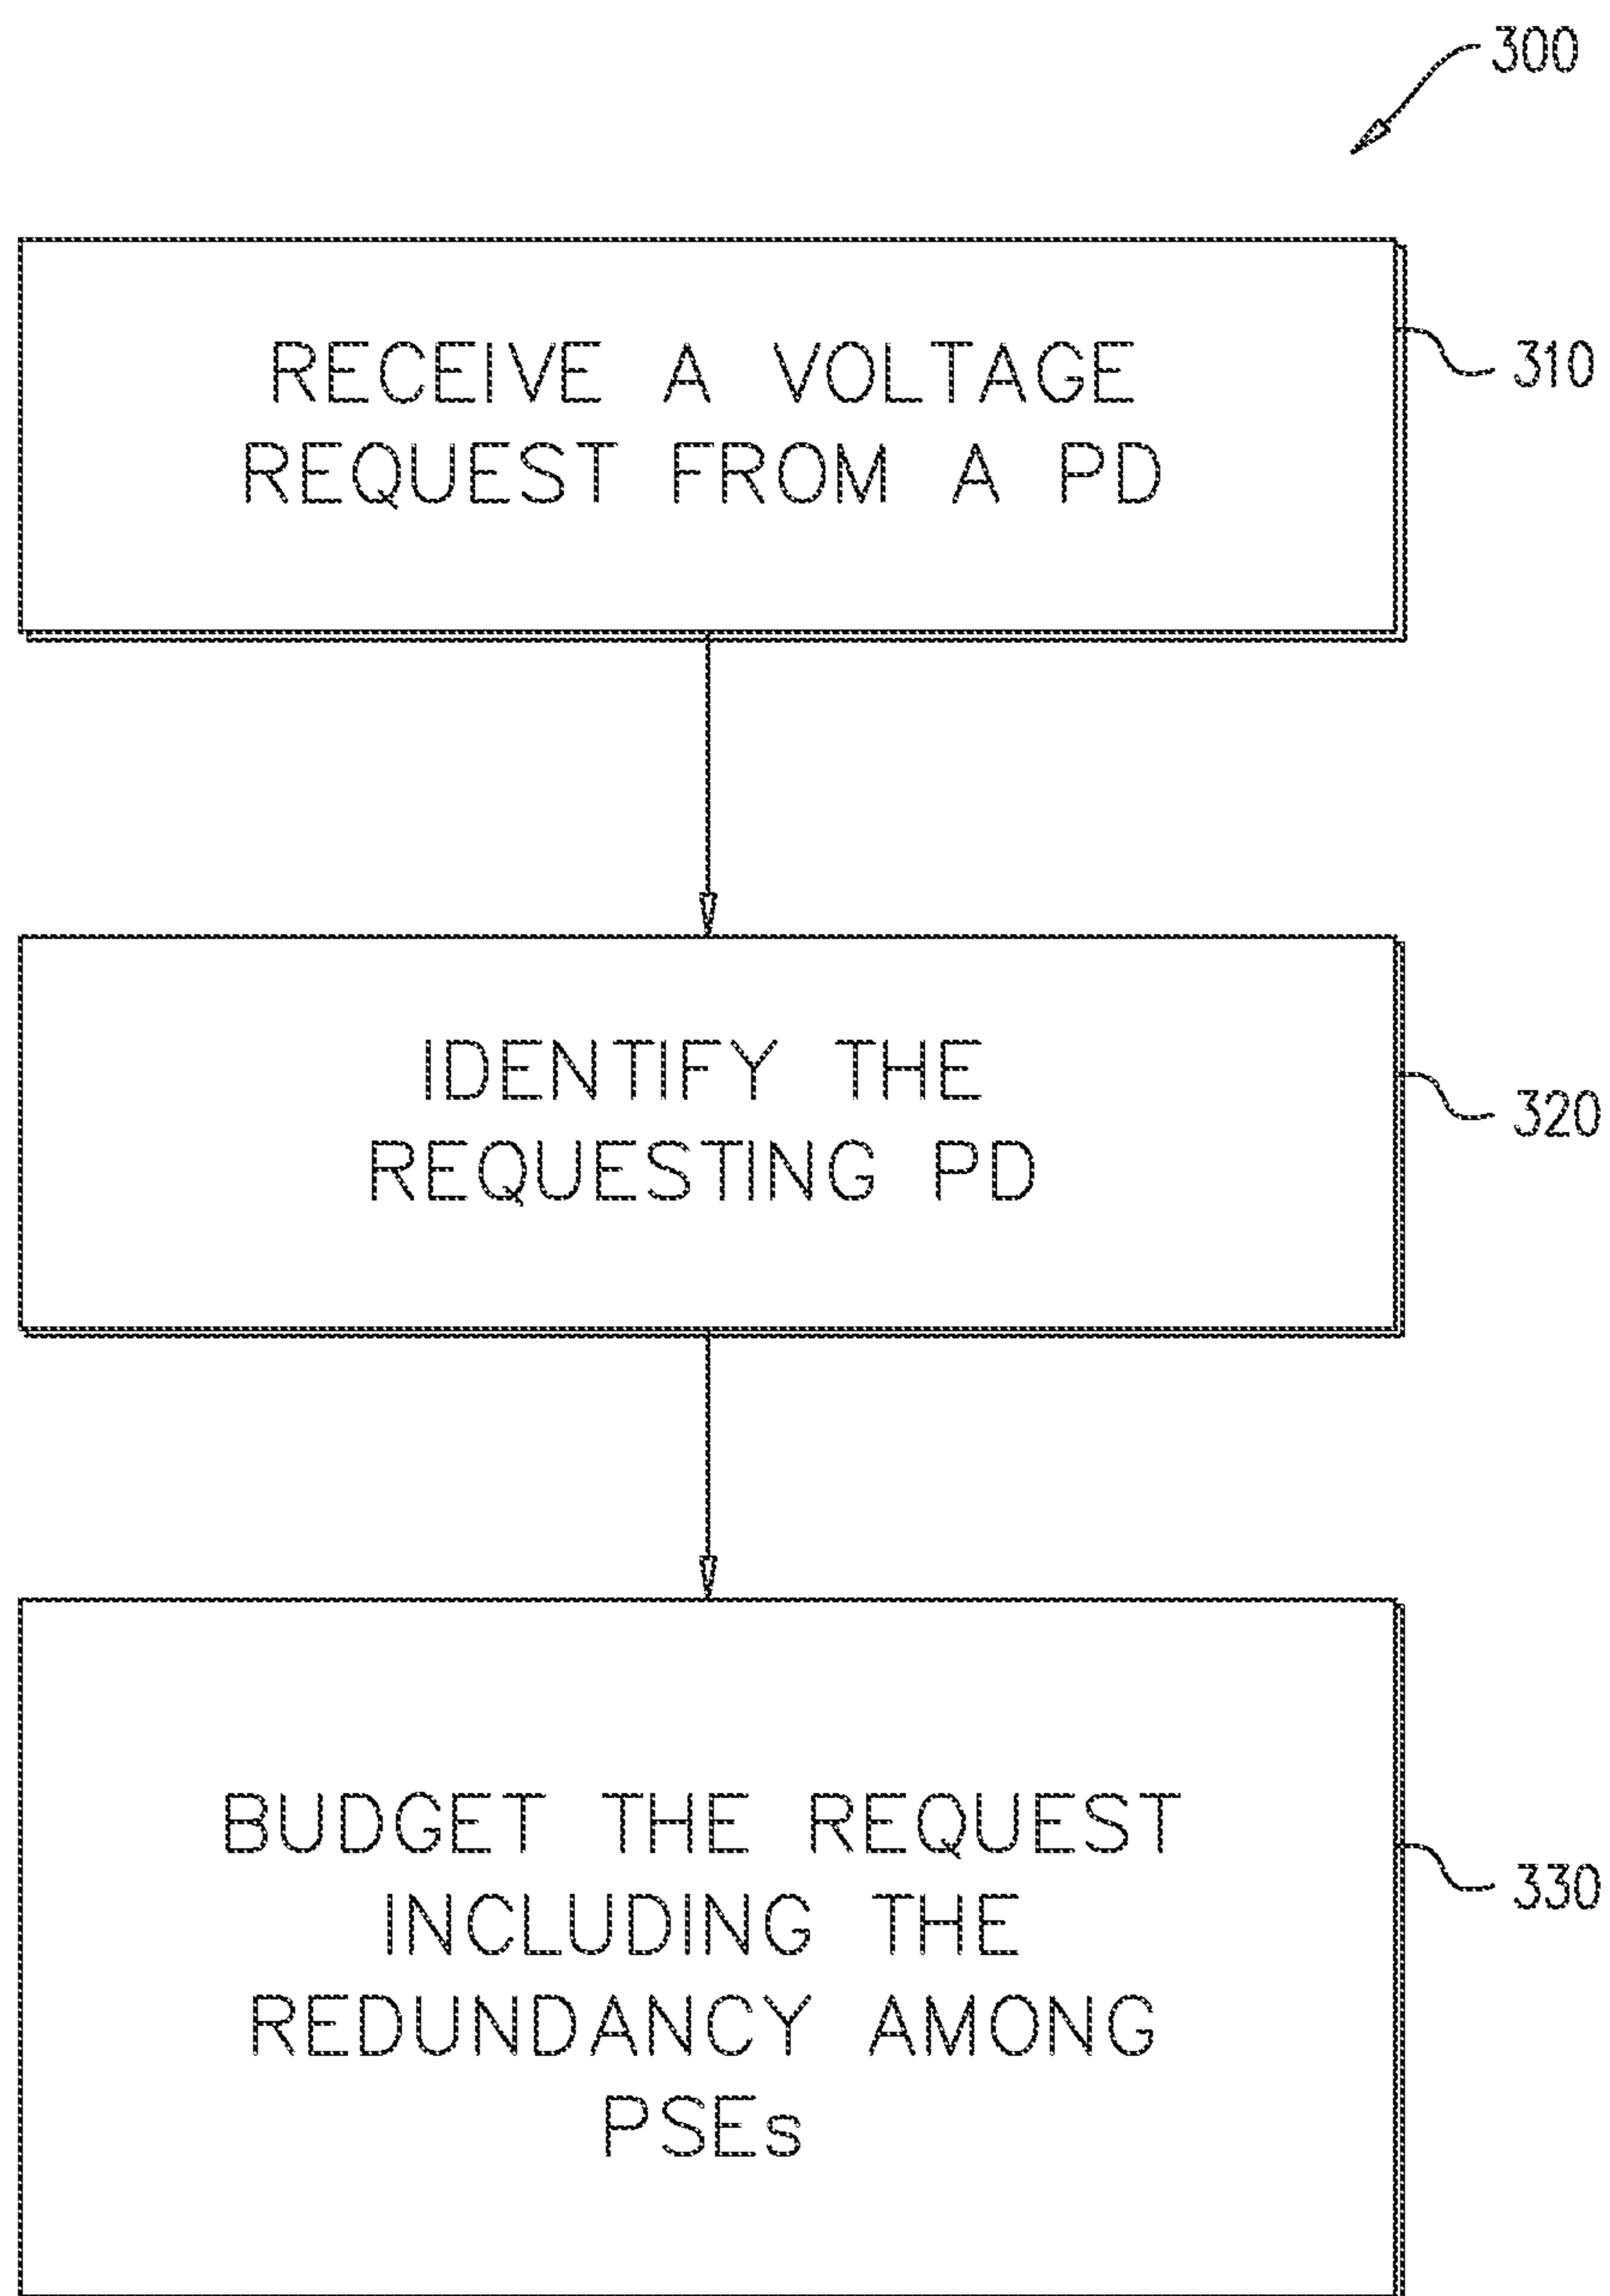 300
RECEIVE A VOLTAGE
REQUEST FROM A PD
310
IDENTIFY THE
REQUESTING PD
320
BUDGET THE REQUEST
INCLUDING THE
REDUNDANCY AMONG
PSEs
330